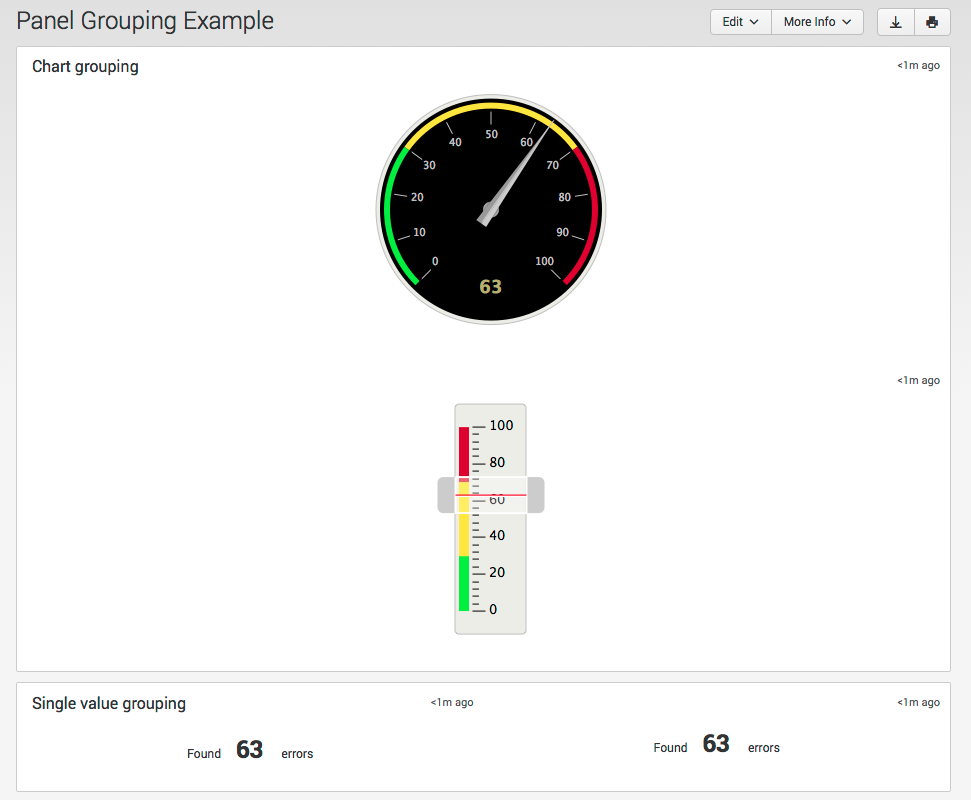 Panel Grouping Example
Edit More Info
Chart grouping <1m ago
50
40 60
30 70
20 80
10 90
0 100
63
<1m ago
100
80
60
40
20
0
Single value grouping <1m ago <1m ago
Found 63 errors Found 63 errors